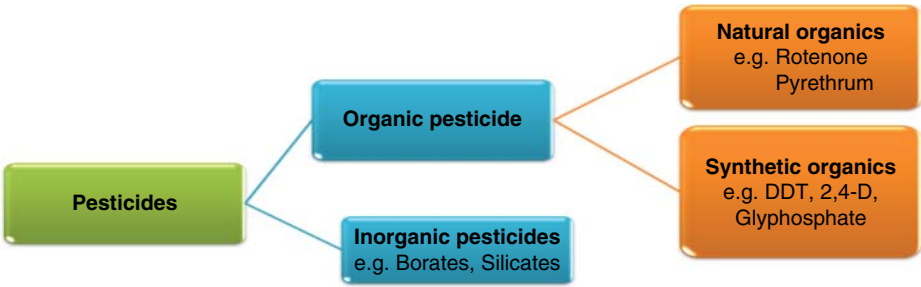 Natural organics
e.g. Rotenone
Pyrethrum
Organic pesticide
Synthetic organics
e.g. DDT, 2,4-D,
Glyphosphate
Pesticides
Inorganic pesticides
e.g. Borates, Silicates